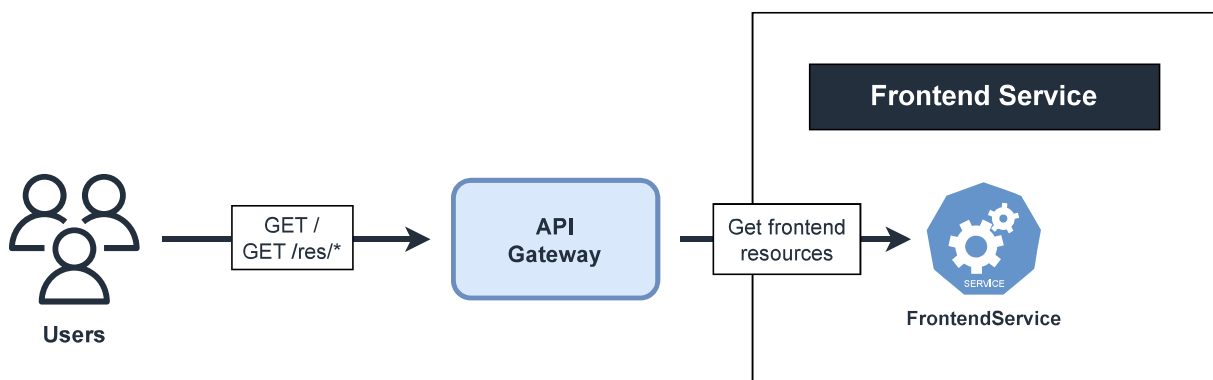 Frontend Service
GET /
GET /res/*
API
Gateway
Get frontend
resources
SERVICE
Users
FrontendService